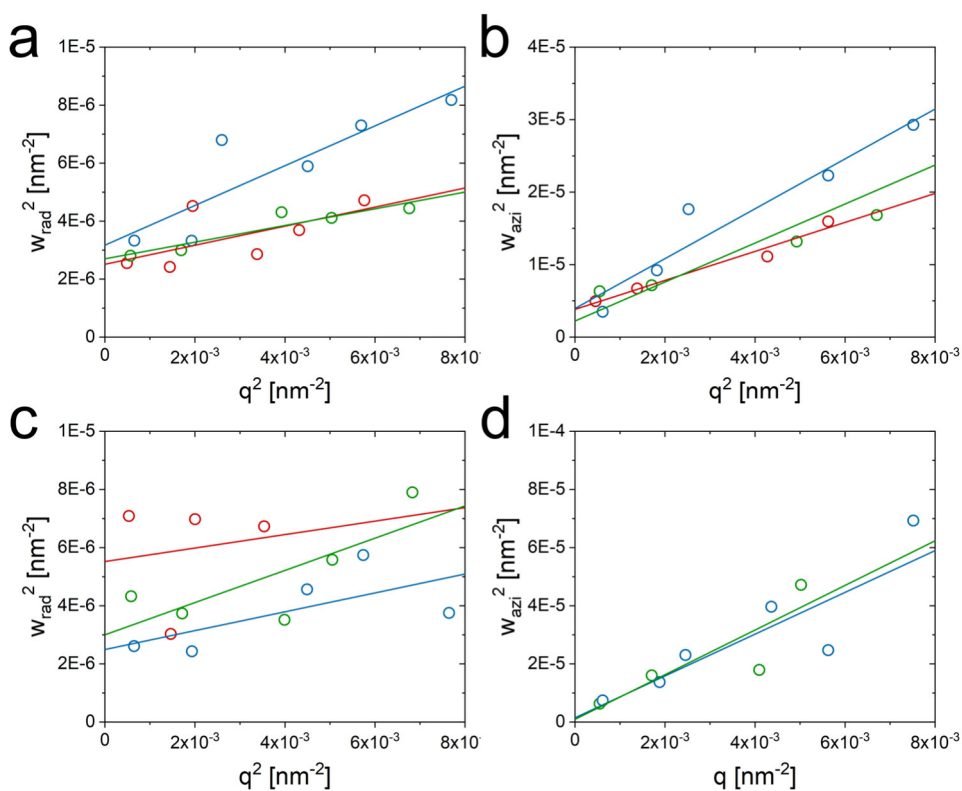 a
1E-5
8E-6
6E-6
4E-6
2E-6
0
w_rad^2 [nm^-2]
0 2x10^-3 4x10^-3 6x10^-3 8x10^-3
q^2 [nm^-2]
b
4E-5
3E-5
2E-5
1E-5
0
w_azi^2 [nm^-2]
0 2x10^-3 4x10^-3 6x10^-3 8x10^-3
q^2 [nm^-2]
c
1E-5
8E-6
6E-6
4E-6
2E-6
0
w_rad^2 [nm^-2]
0 2x10^-3 4x10^-3 6x10^-3 8x10^-3
q^2 [nm^-2]
d
1E-4
8E-5
6E-5
4E-5
2E-5
0
w_azi^2 [nm^-2]
0 2x10^-3 4x10^-3 6x10^-3 8x10^-3
q [nm^-2]